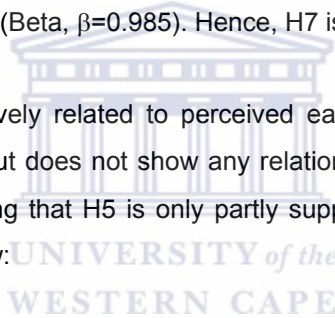 (Beta, β=0.985). Hence, H7 is
vely related to perceived ea
ut does not show any relation
ng that H5 is only partly supp
y:
UNIVERSITY of the
WESTERN CAPE